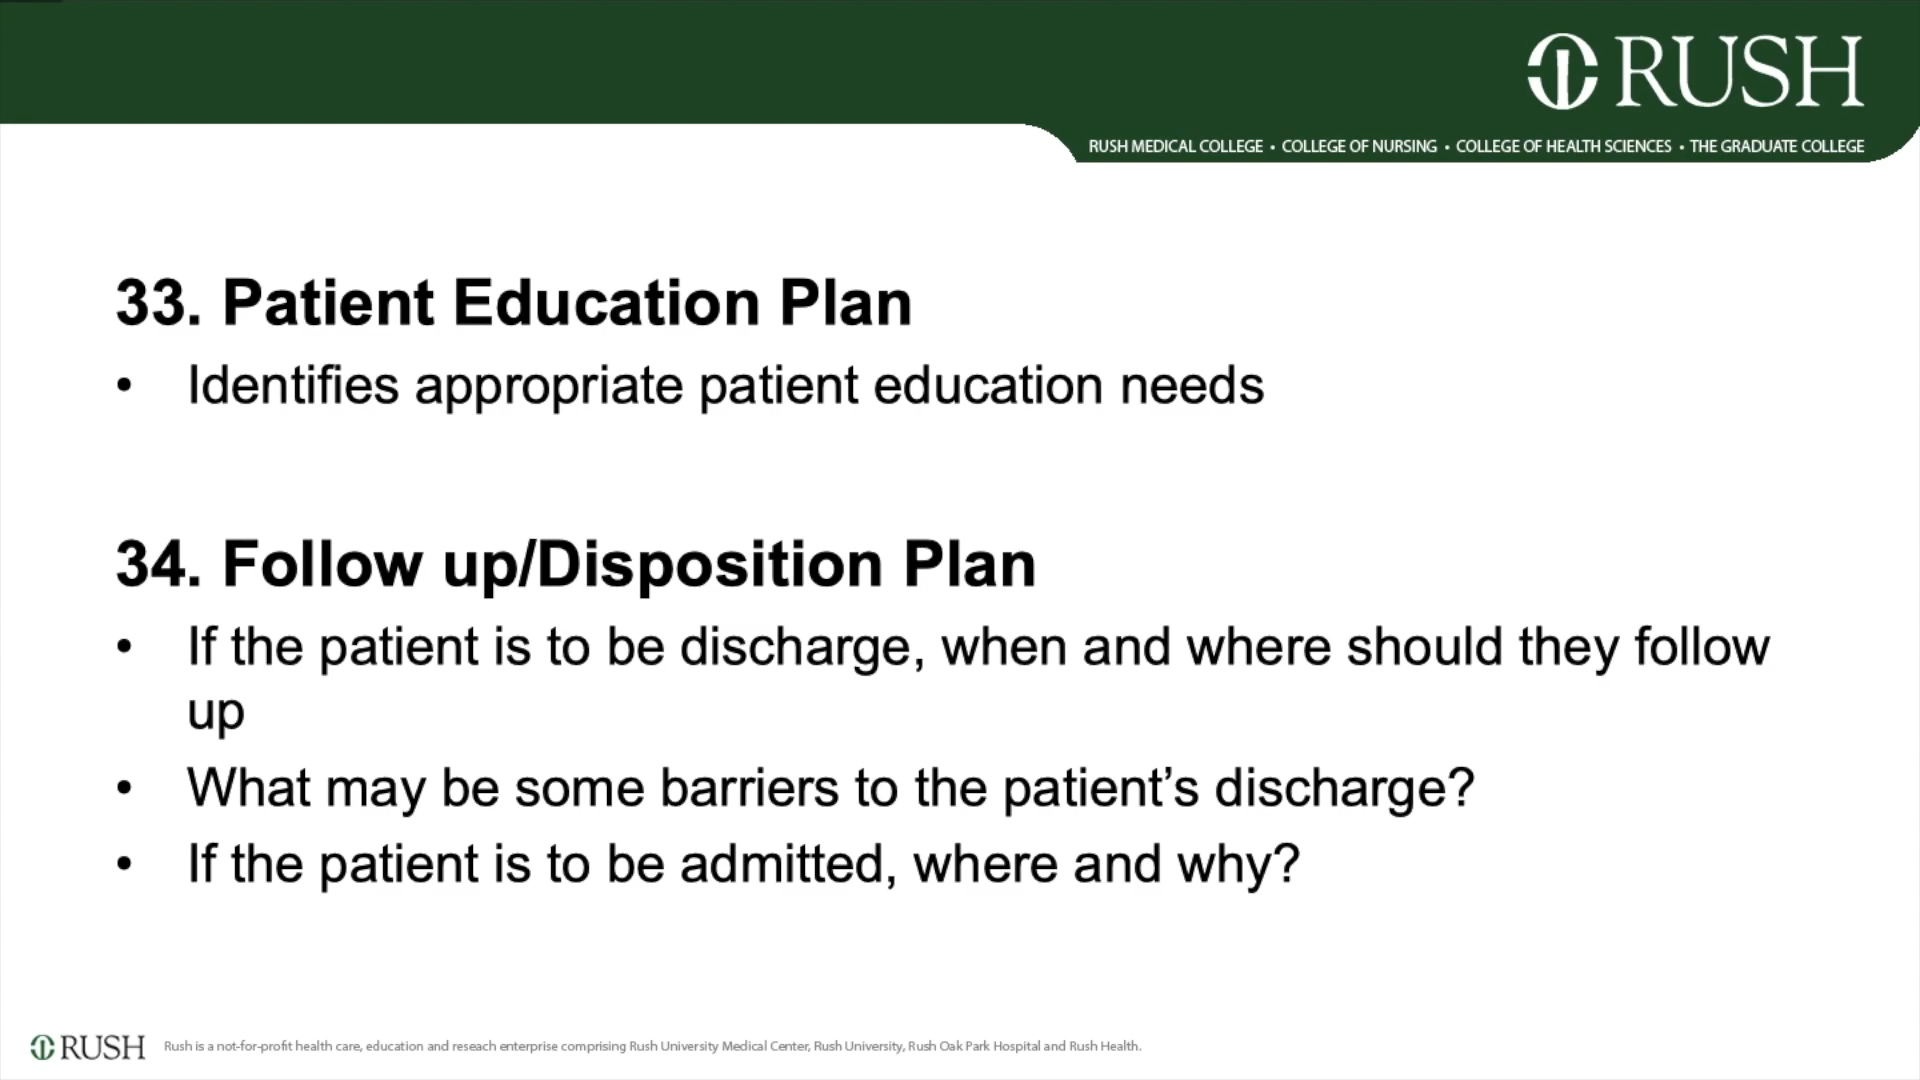 RUSH
RUSH MEDICAL COLLEGE • COLLEGE OF NURSING • COLLEGE OF HEALTH SCIENCES • THE GRADUATE COLLEGE
33. Patient Education Plan
• Identifies appropriate patient education needs
34. Follow up/Disposition Plan
• If the patient is to be discharge, when and where should they follow
up
• What may be some barriers to the patient’s discharge?
• If the patient is to be admitted, where and why?
RUSH Rush is a not-for-profit health care, education and reseach enterprise comprising Rush University Medical Center, Rush University, Rush Oak Park Hospital and Rush Health.